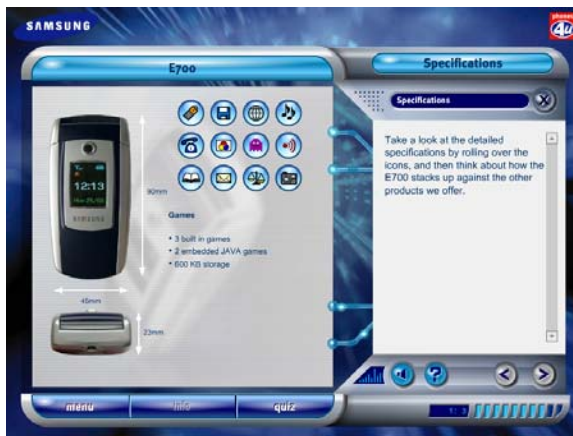 SAMSUNG
phones
4u
E700
Specifications
Specifications
Take a look at the detailed
specifications by rolling over the
icons, and then think about how the
E700 stacks up against the other
products we offer.
12:13
SAMSUNG
90mm
Games
• 3 built in games
• 2 embedded JAVA games
• 600 KB storage
45mm
23mm
menu
info
quiz